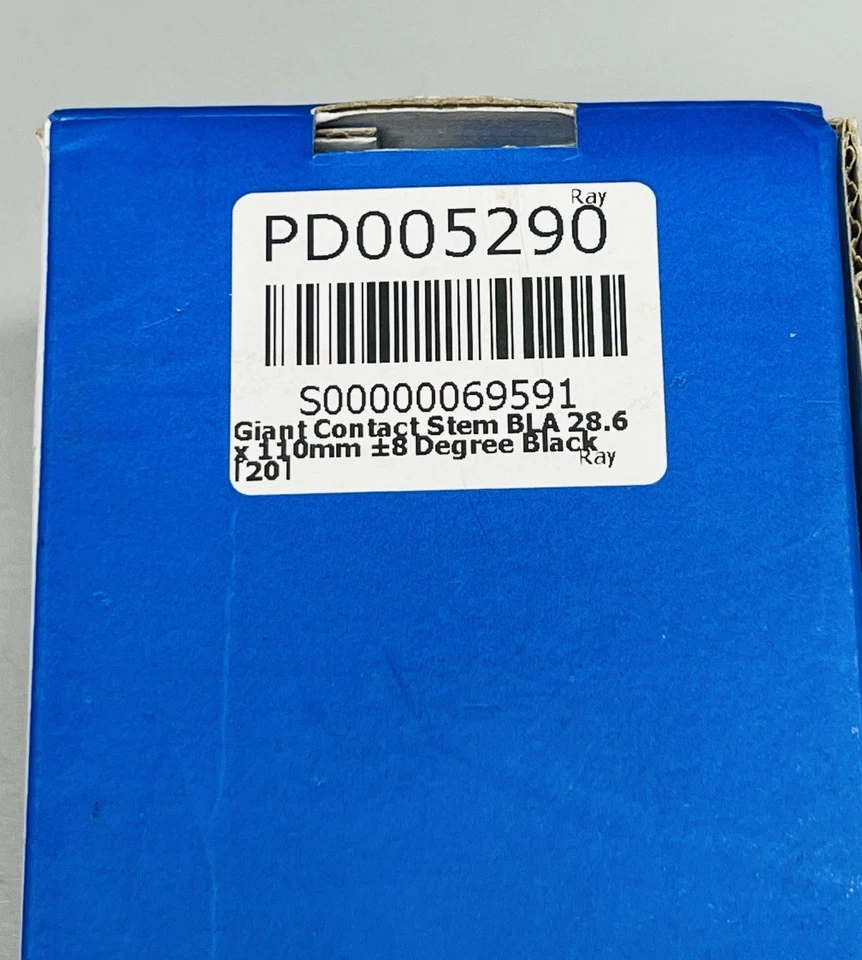 Ray
PD005290
S00000069591
Giant Contact Stem BLA 28.6
x 110mm ±8 Degree Black
Ray
[20]